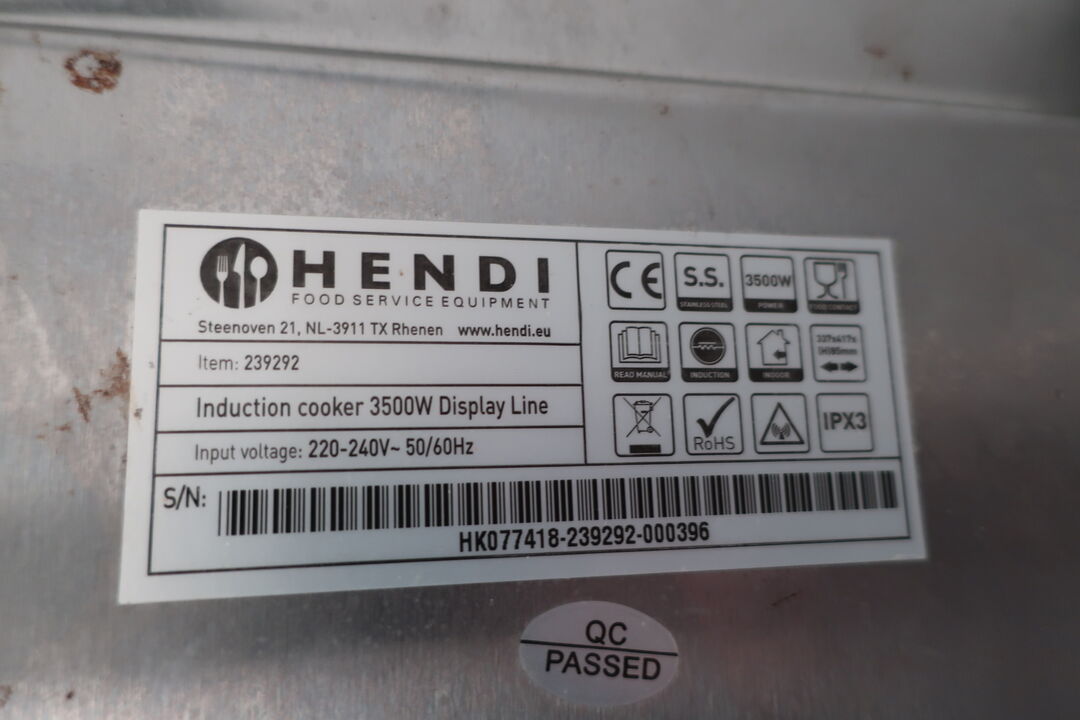 HENDI
FOOD SERVICE EQUIPMENT
Steenoven 21, NL-3911 TX Rhenen www.hendi.eu
Item: 239292
Induction cooker 3500W Display Line
Input voltage: 220-240V~ 50/60Hz
CE
S.S.
STAINLESS STEEL
3500W
POWER
FOOD CONTACT
READ MANUAL
INDUCTION
INDOOR
337x417x
(H)85mm
RoHS
IPX3
S/N:
HK077418-239292-000396
QC
PASSED